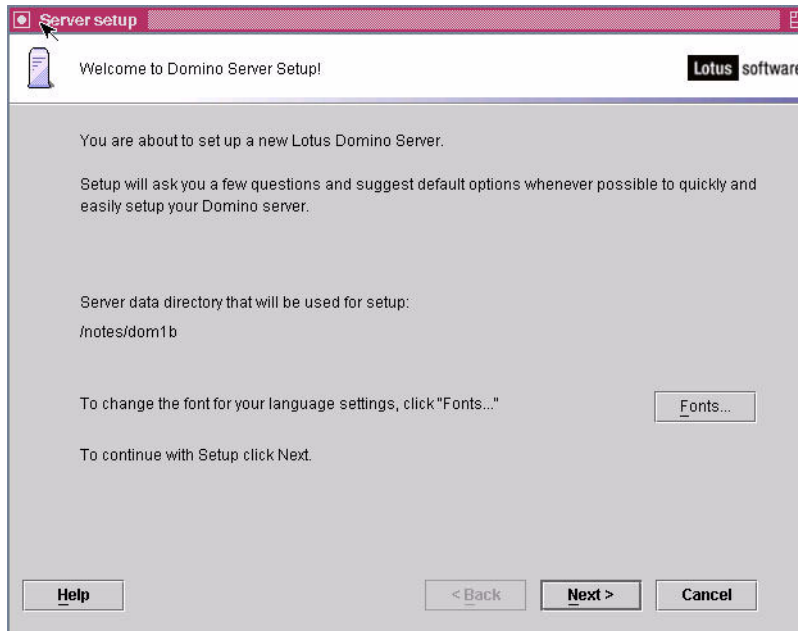 Server setup
Welcome to Domino Server Setup!
Lotus software
You are about to set up a new Lotus Domino Server.
Setup will ask you a few questions and suggest default options whenever possible to quickly and
easily setup your Domino server.
Server data directory that will be used for setup:
/notes/dom1b
To change the font for your language settings, click "Fonts..."
Fonts...
To continue with Setup click Next.
Help
< Back
Next >
Cancel